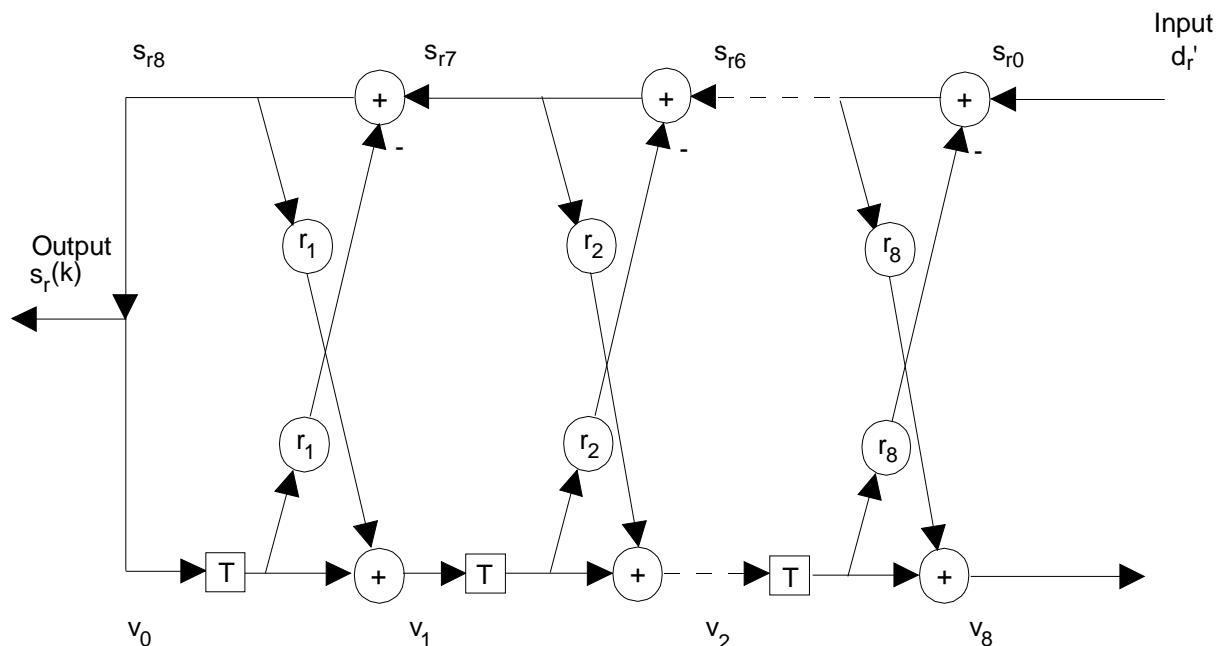 Input
d_r'
s_r8
s_r7
s_r6
s_r0
+
+
+
-
-
-
r_1
r_2
r_8
Output
s_r(k)
r_1
r_2
r_8
T
+
T
+
T
+
v_0
v_1
v_2
v_8